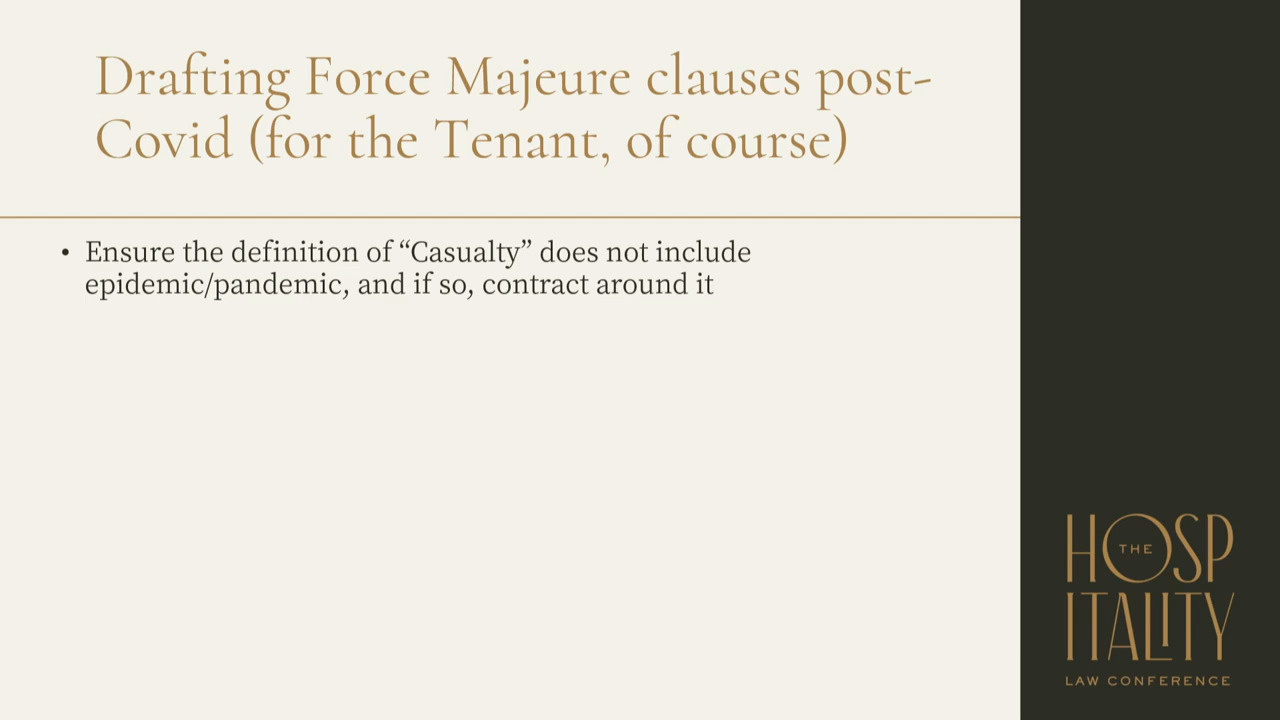 Drafting Force Majeure clauses post-
Covid (for the Tenant, of course)
• Ensure the definition of “Casualty” does not include
epidemic/pandemic, and if so, contract around it
THE
HOSP
ITALITY
LAW CONFERENCE